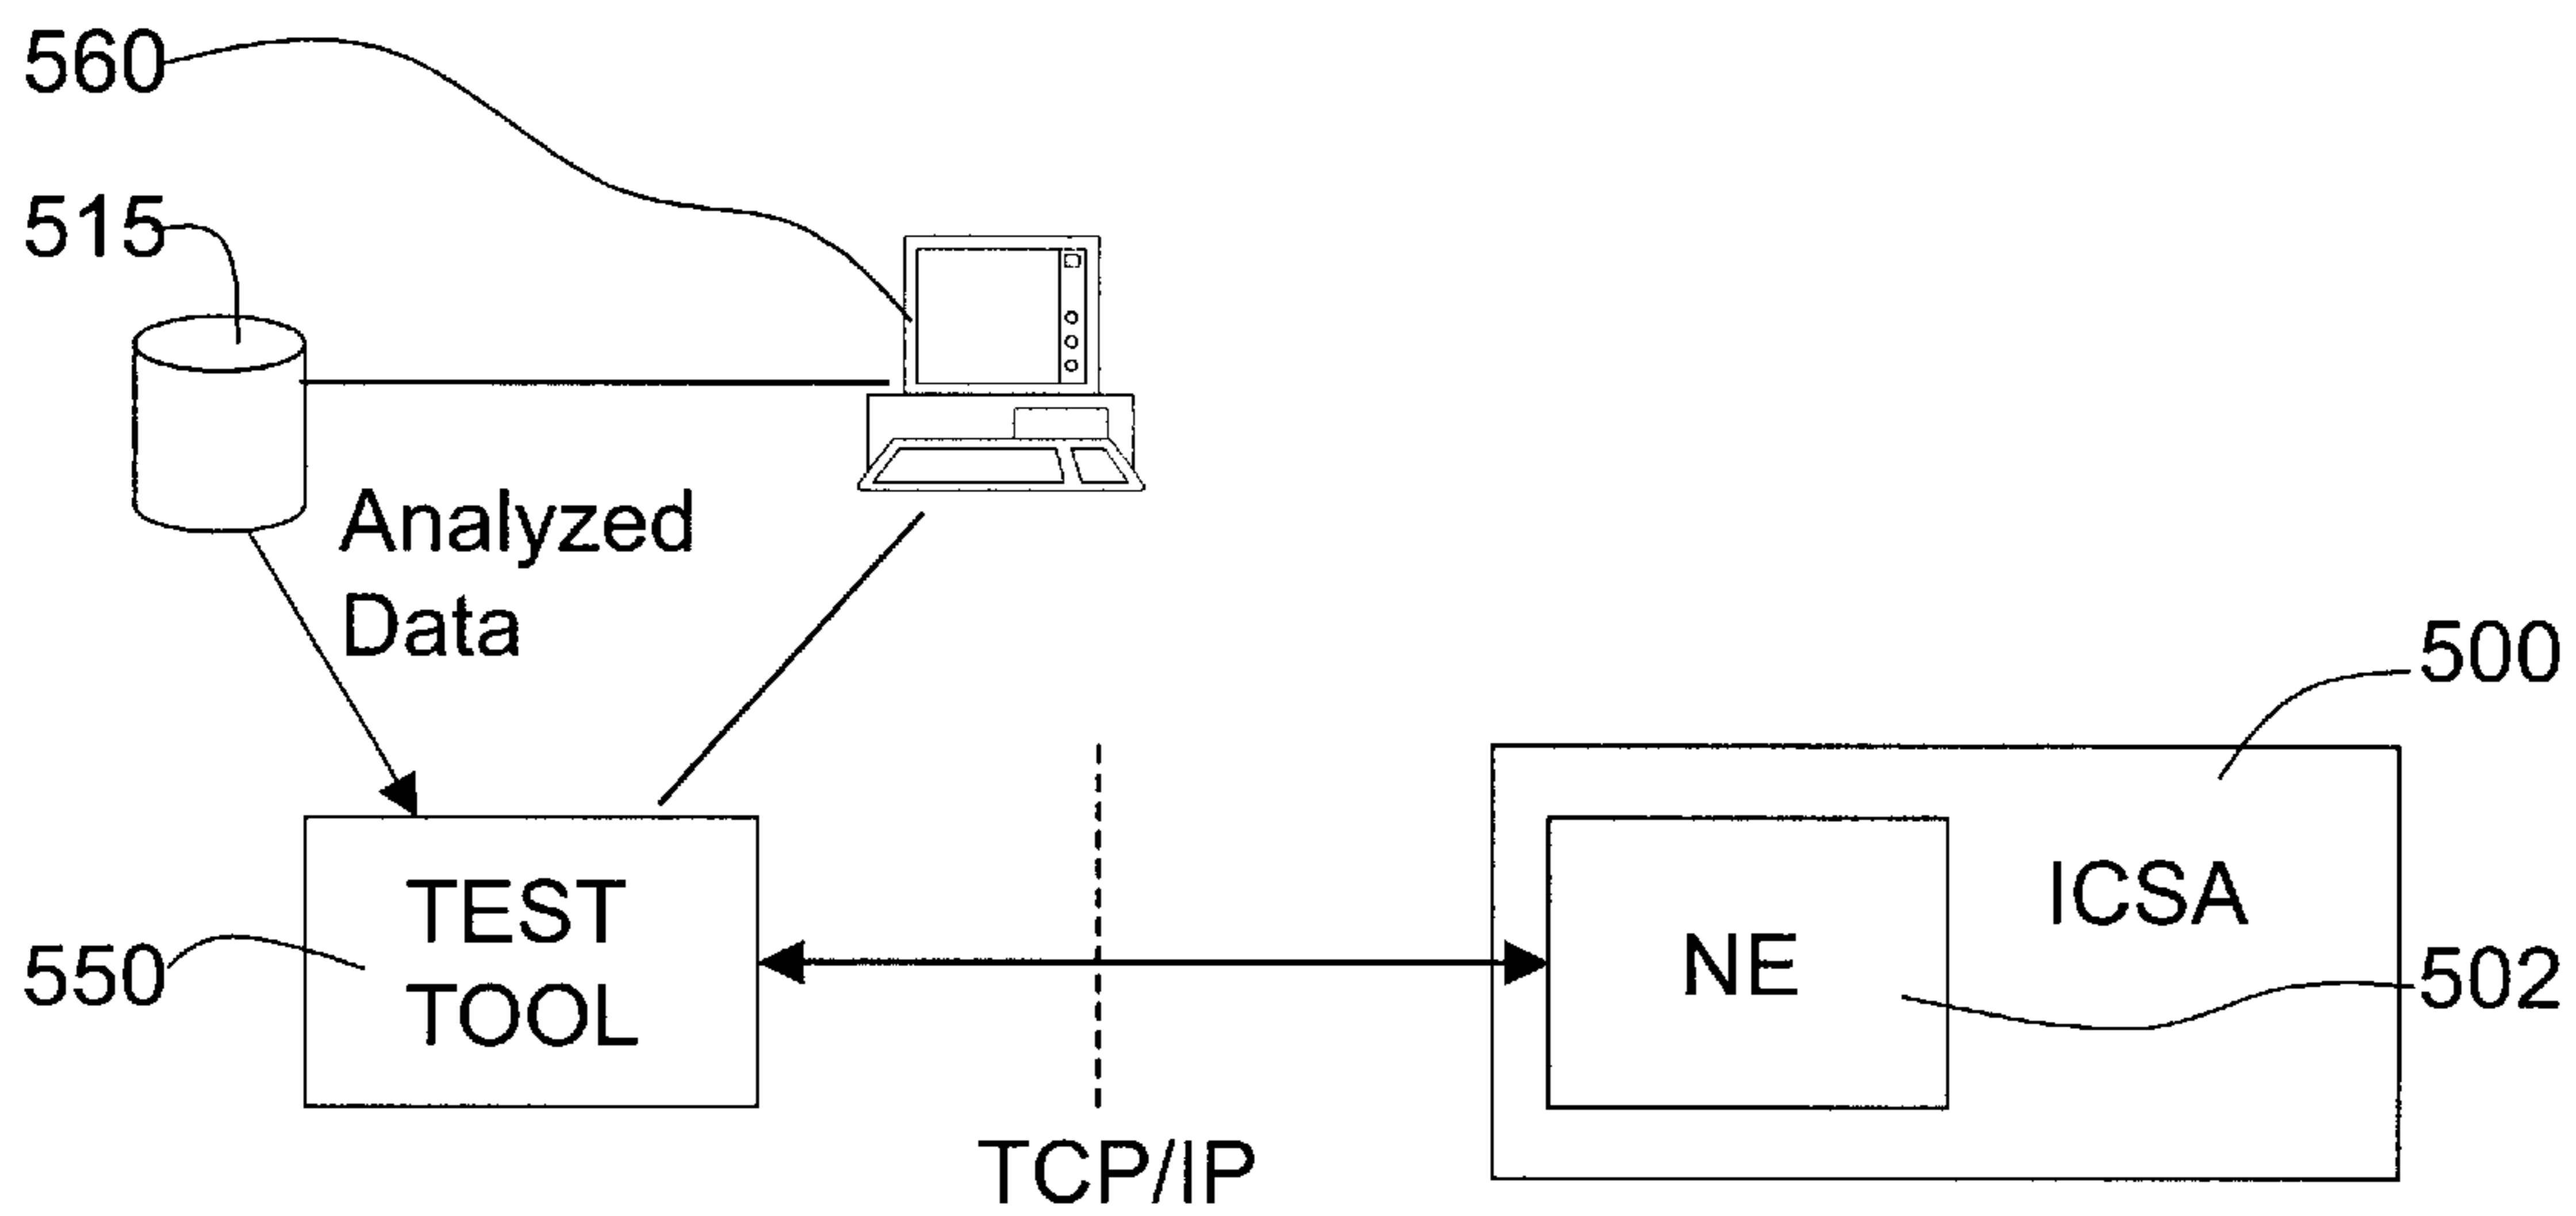 560
515
Analyzed
Data
500
TEST
TOOL
550
ICSA
NE
502
TCP/IP